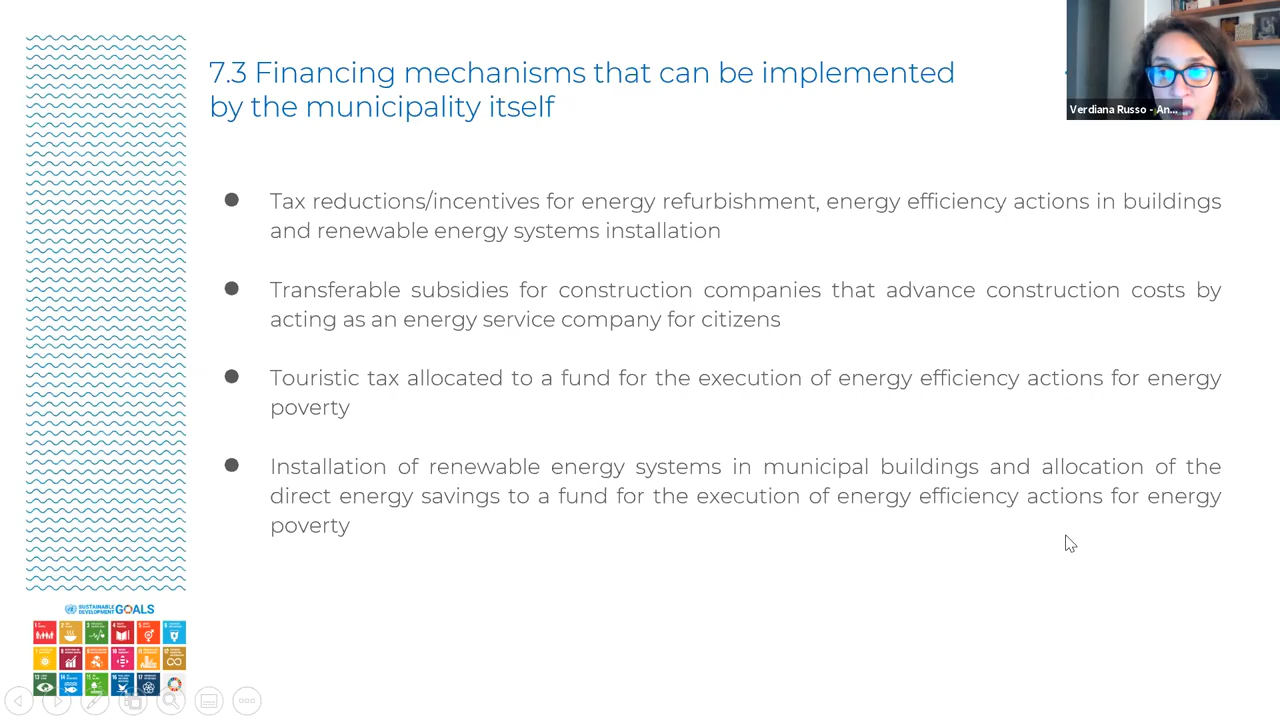 7.3 Financing mechanisms that can be implemented
by the municipality itself
Verdiana Russo - An...
● Tax reductions/incentives for energy refurbishment, energy efficiency actions in buildings
and renewable energy systems installation
● Transferable subsidies for construction companies that advance construction costs by
acting as an energy service company for citizens
● Touristic tax allocated to a fund for the execution of energy efficiency actions for energy
poverty
● Installation of renewable energy systems in municipal buildings and allocation of the
direct energy savings to a fund for the execution of energy efficiency actions for energy
poverty
SUSTAINABLE
DEVELOPMENT GOALS